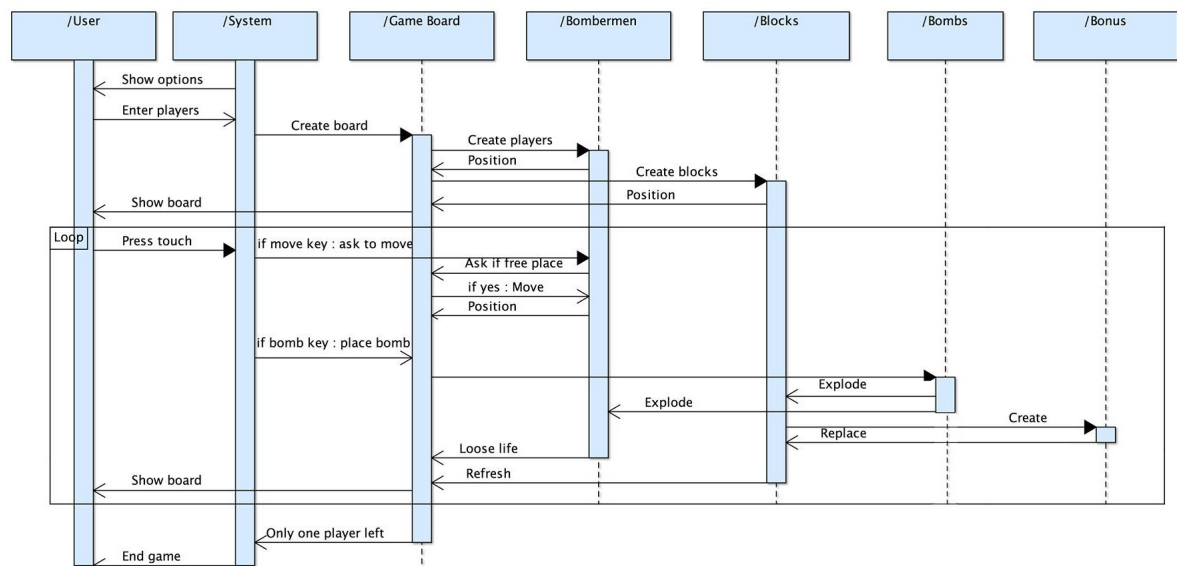 /User
/System
/Game Board
/Bombermen
/Blocks
/Bombs
/Bonus
Show options
Enter players
Create board
Create players
Position
Create blocks
Position
Show board
Loop
Press touch
if move key : ask to move
Ask if free place
if yes : Move
Position
if bomb key : place bomb
Explode
Explode
Create
Replace
Loose life
Refresh
Show board
Only one player left
End game